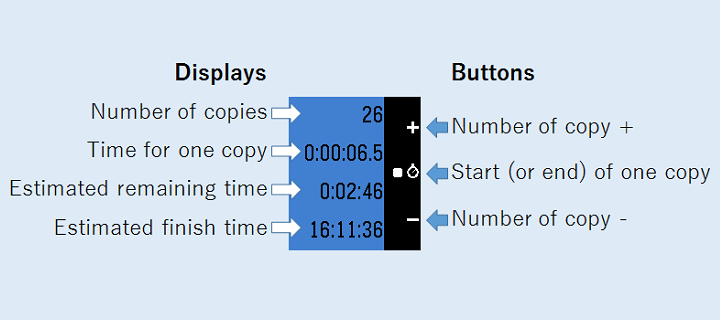 Displays
Buttons
Number of copies
26
Time for one copy
0:00:06.5
Estimated remaining time
0:02:46
Estimated finish time
16:11:36
+
Number of copy +
Start (or end) of one copy
−
Number of copy -